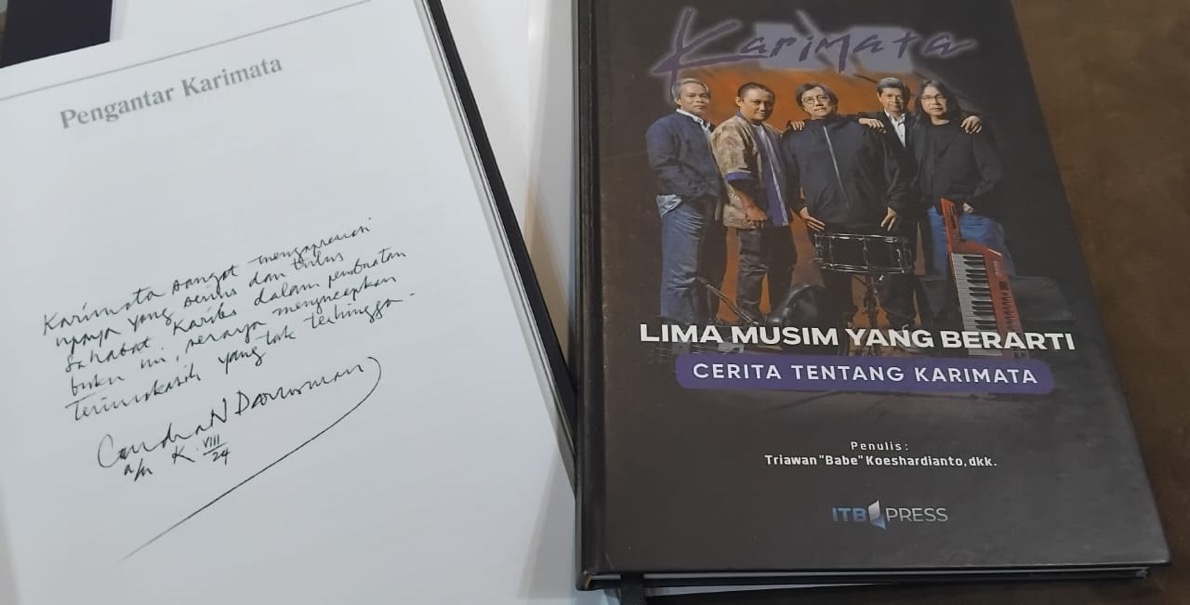 Pengantar Karimata
Karimata sangat mengapresiasi
upaya yang serius dan tulus
Sahabat Karibs dalam pembuatan
buku ini, seraya mengucapkan
Terimakasih yang tak terhingga.
Candra N Darusman
a/n K. VIII/24
Karimata
LIMA MUSIM YANG BERARTI
CERITA TENTANG KARIMATA
Penulis:
Triawan "Babe" Koeshardianto, dkk.
ITB PRESS